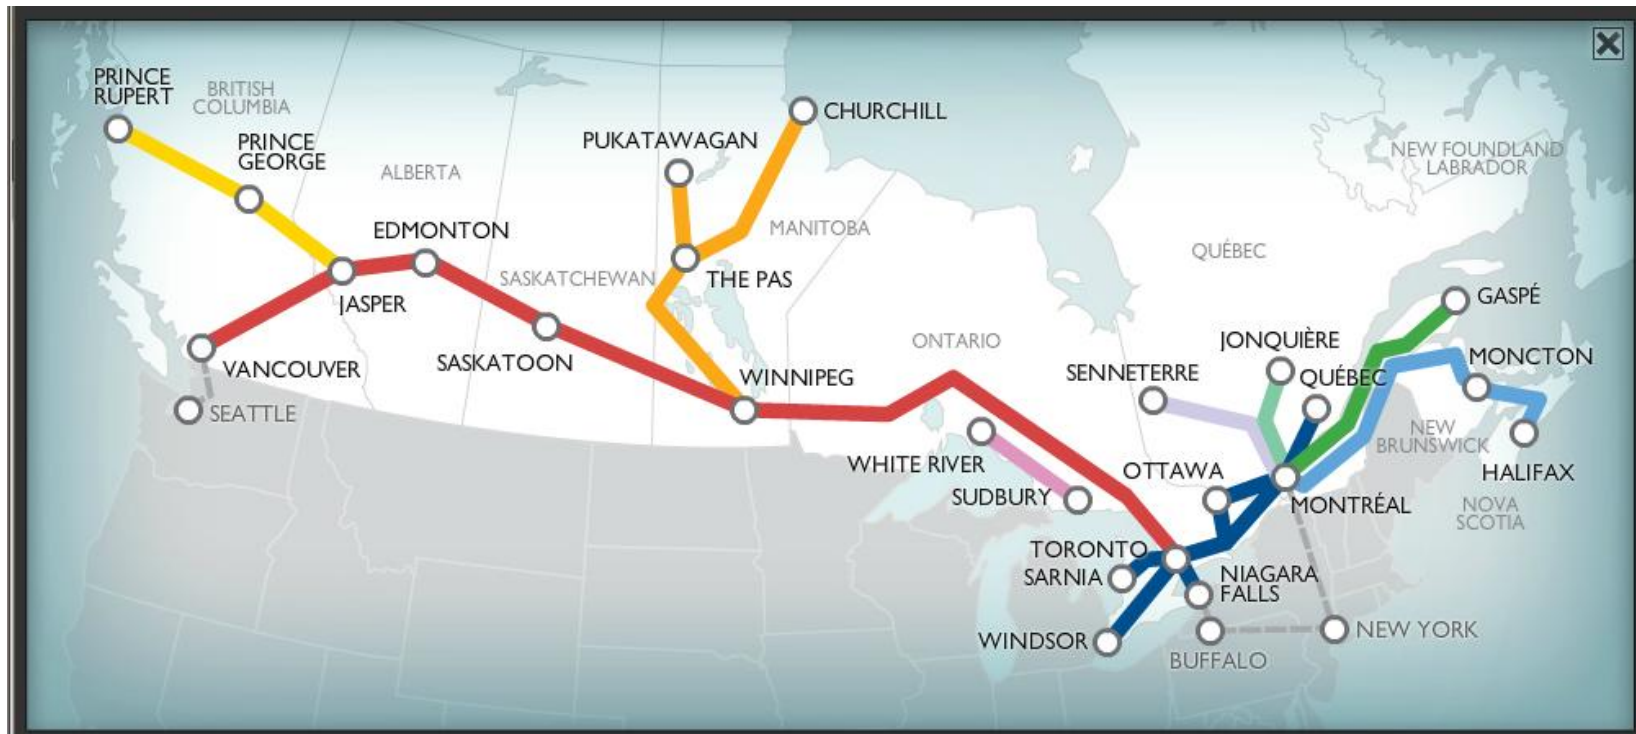 PRINCE
RUPERT
BRITISH
COLUMBIA
PRINCE
GEORGE
ALBERTA
PUKATAWAGAN
CHURCHILL
NEW FOUNDLAND
LABRADOR
EDMONTON
MANITOBA
SASKATCHEWAN
THE PAS
QUÉBEC
JASPER
GASPÉ
VANCOUVER
SASKATOON
WINNIPEG
ONTARIO
SENNETERRE
JONQUIÈRE
QUÉBEC
MONCTON
SEATTLE
NEW
BRUNSWICK
WHITE RIVER
SUDBURY
OTTAWA
MONTRÉAL
HALIFAX
NOVA
SCOTIA
TORONTO
SARNIA
NIAGARA
FALLS
WINDSOR
BUFFALO
NEW YORK